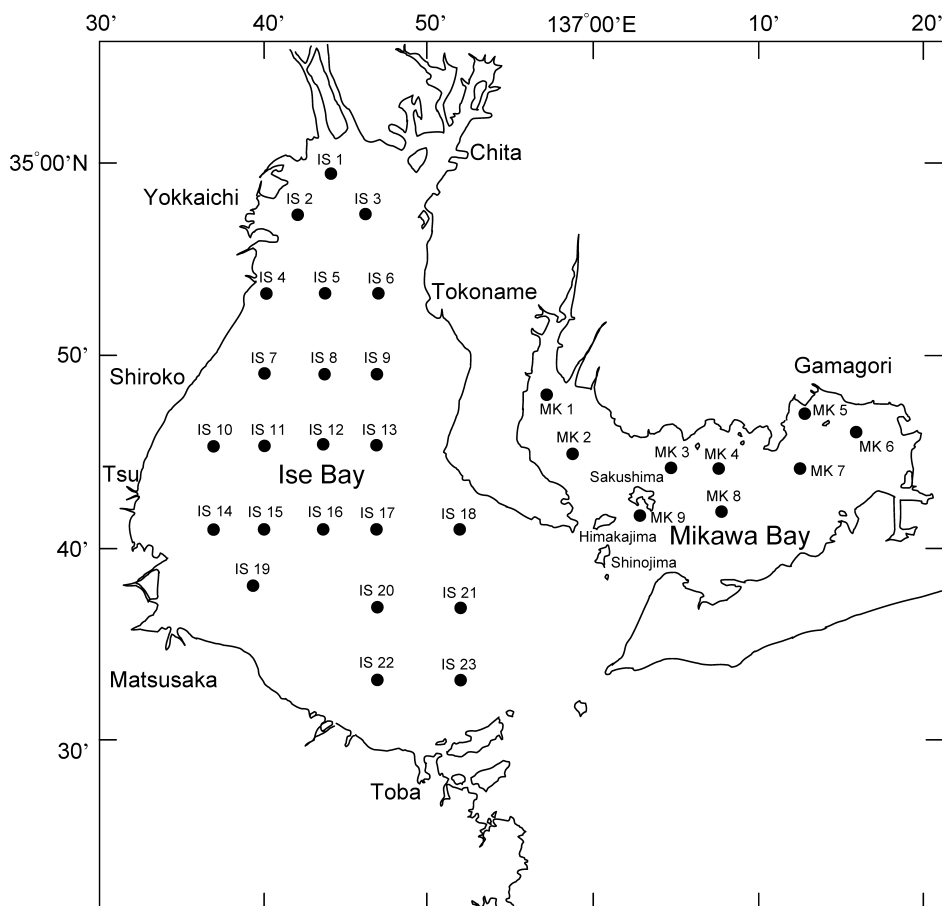 30’
40’
50’
137°00’E
10’
20’
35°00’N
Chita
IS 1
Yokkaichi
IS 2
IS 3
IS 4
IS 5
IS 6
Tokoname
50’
IS 7
IS 8
IS 9
Shiroko
Gamagori
MK 1
MK 5
IS 10
IS 11
IS 12
IS 13
MK 2
MK 6
Tsu
Ise Bay
MK 3
MK 4
MK 7
Sakushima
MK 8
IS 14
IS 15
IS 16
IS 17
IS 18
MK 9
Himakajima
Mikawa Bay
40’
Shinojima
IS 19
IS 20
IS 21
Matsusaka
IS 22
IS 23
30’
Toba